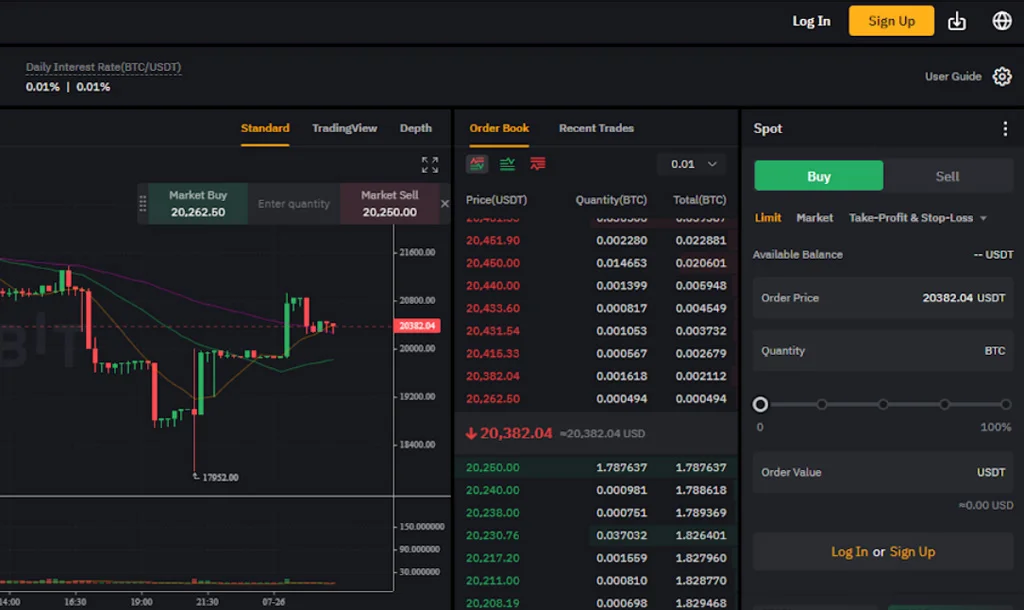 Log In Sign Up
Daily Interest Rate(BTC/USDT)
0.01% | 0.01%
User Guide
Standard TradingView Depth
Market Buy
20,262.50
Enter quantity
Market Sell
20,250.00
21600.00
20800.00
20382.04
20000.00
19200.00
18400.00
17952.00
150.000000
90.000000
30.000000
14:00 16:30 19:00 21:30 07-26
Order Book Recent Trades
0.01
Price(USDT) Quantity(BTC) Total(BTC)
20,451.90 0.002280 0.022881
20,450.00 0.014653 0.020601
20,440.00 0.001399 0.005948
20,433.60 0.000817 0.004549
20,431.54 0.001053 0.003732
20,415.33 0.000567 0.002679
20,382.04 0.001618 0.002112
20,262.50 0.000494 0.000494
20,382.04 ≈20,382.04 USD
20,250.00 1.787637 1.787637
20,240.00 0.000981 1.788618
20,238.00 0.000751 1.789369
20,230.76 0.037032 1.826401
20,217.20 0.001559 1.827960
20,211.00 0.000810 1.828770
20,208.19 0.000698 1.829468
Spot
Buy Sell
Limit Market Take-Profit & Stop-Loss
Available Balance -- USDT
Order Price 20382.04 USDT
Quantity BTC
0 100%
Order Value USDT
≈0.00 USD
Log In or Sign Up